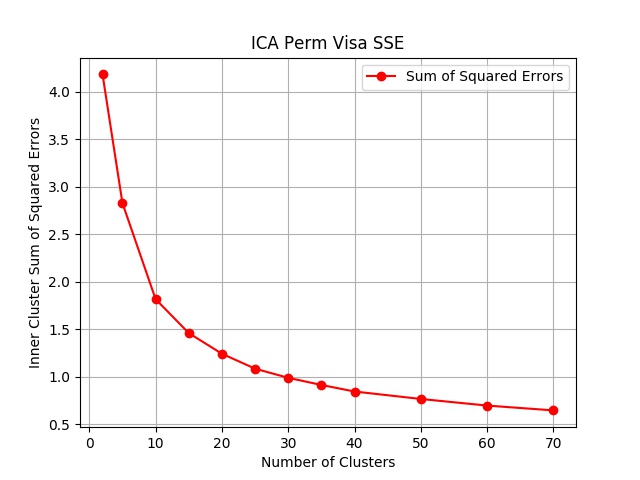 ICA Perm Visa SSE
Sum of Squared Errors
Inner Cluster Sum of Squared Errors
4.0
3.5
3.0
2.5
2.0
1.5
1.0
0.5
0 10 20 30 40 50 60 70
Number of Clusters